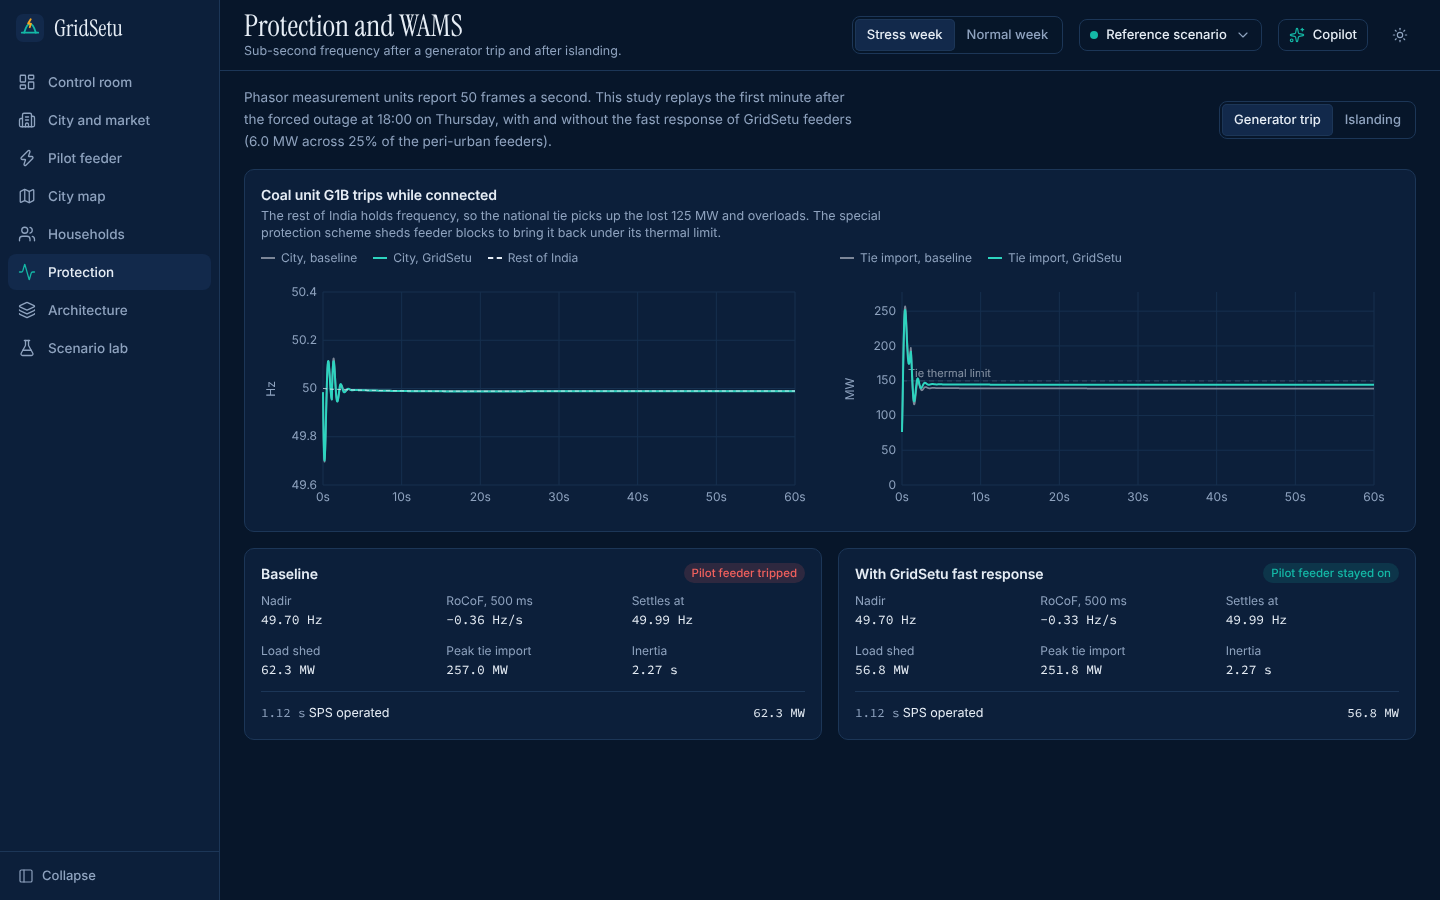 GridSetu
Control room
City and market
Pilot feeder
City map
Households
Protection
Architecture
Scenario lab
Collapse
Protection and WAMS
Sub-second frequency after a generator trip and after islanding.
Stress week
Normal week
Reference scenario
Copilot
Phasor measurement units report 50 frames a second. This study replays the first minute after
the forced outage at 18:00 on Thursday, with and without the fast response of GridSetu feeders
(6.0 MW across 25% of the peri-urban feeders).
Generator trip
Islanding
Coal unit G1B trips while connected
The rest of India holds frequency, so the national tie picks up the lost 125 MW and overloads. The special
protection scheme sheds feeder blocks to bring it back under its thermal limit.
City, baseline City, GridSetu Rest of India
50.4
50.2
50
49.8
49.6
Hz
0s 10s 20s 30s 40s 50s 60s
Tie import, baseline Tie import, GridSetu
250
200
150
100
50
0
MW
Tie thermal limit
0s 10s 20s 30s 40s 50s 60s
Baseline
Pilot feeder tripped
Nadir RoCoF, 500 ms Settles at
49.70 Hz −0.36 Hz/s 49.99 Hz
Load shed Peak tie import Inertia
62.3 MW 257.0 MW 2.27 s
1.12 s SPS operated 62.3 MW
With GridSetu fast response
Pilot feeder stayed on
Nadir RoCoF, 500 ms Settles at
49.70 Hz −0.33 Hz/s 49.99 Hz
Load shed Peak tie import Inertia
56.8 MW 251.8 MW 2.27 s
1.12 s SPS operated 56.8 MW